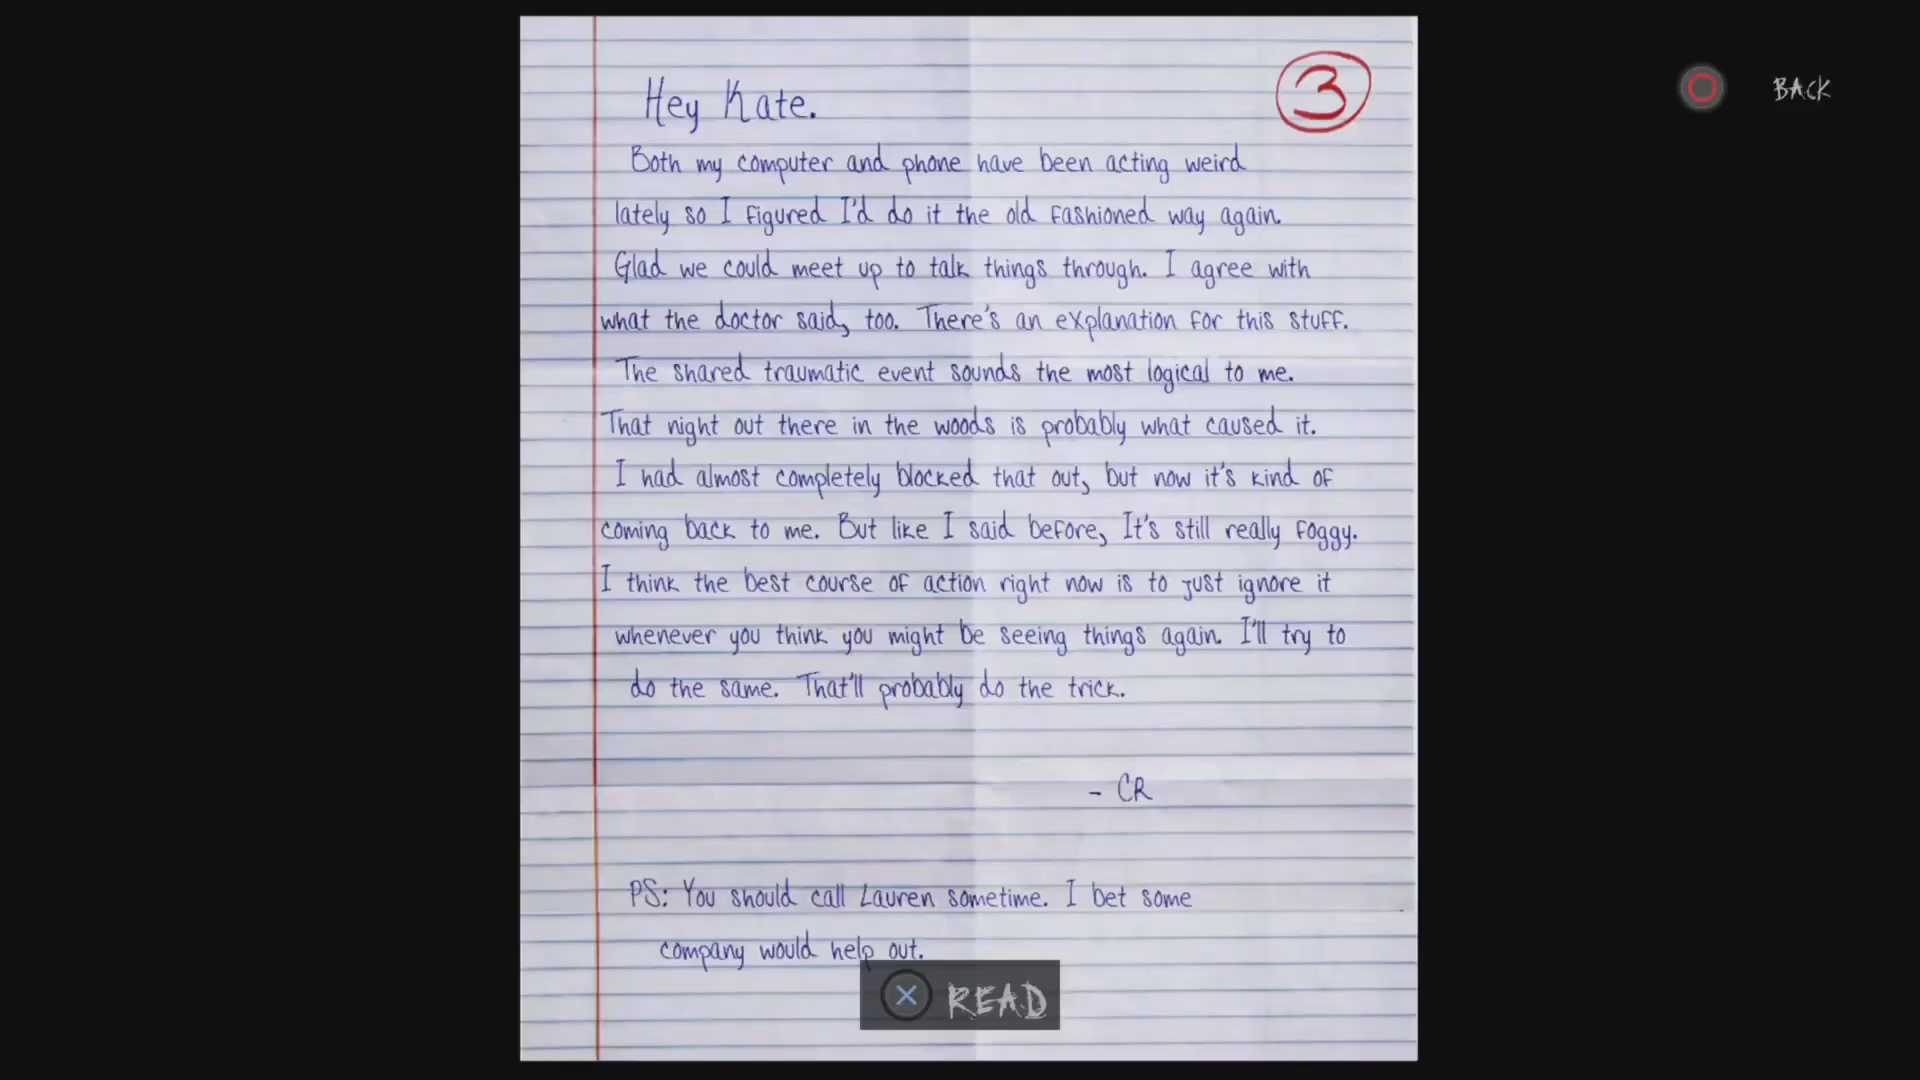 Hey Kate.
3
BACK
Both my computer and phone have been acting weird
lately so I figured I'd do it the old fashioned way again.
Glad we could meet up to talk things through. I agree with
what the doctor said, too. There's an explanation for this stuff.
The shared traumatic event sounds the most logical to me.
That night out there in the woods is probably what caused it.
I had almost completely blocked that out, but now it's kind of
coming back to me. But like I said before, It's still really foggy.
I think the best course of action right now is to just ignore it
whenever you think you might be seeing things again. I'll try to
do the same. That'll probably do the trick.
- CR
PS: You should call Lauren sometime. I bet some
company would help out.
READ